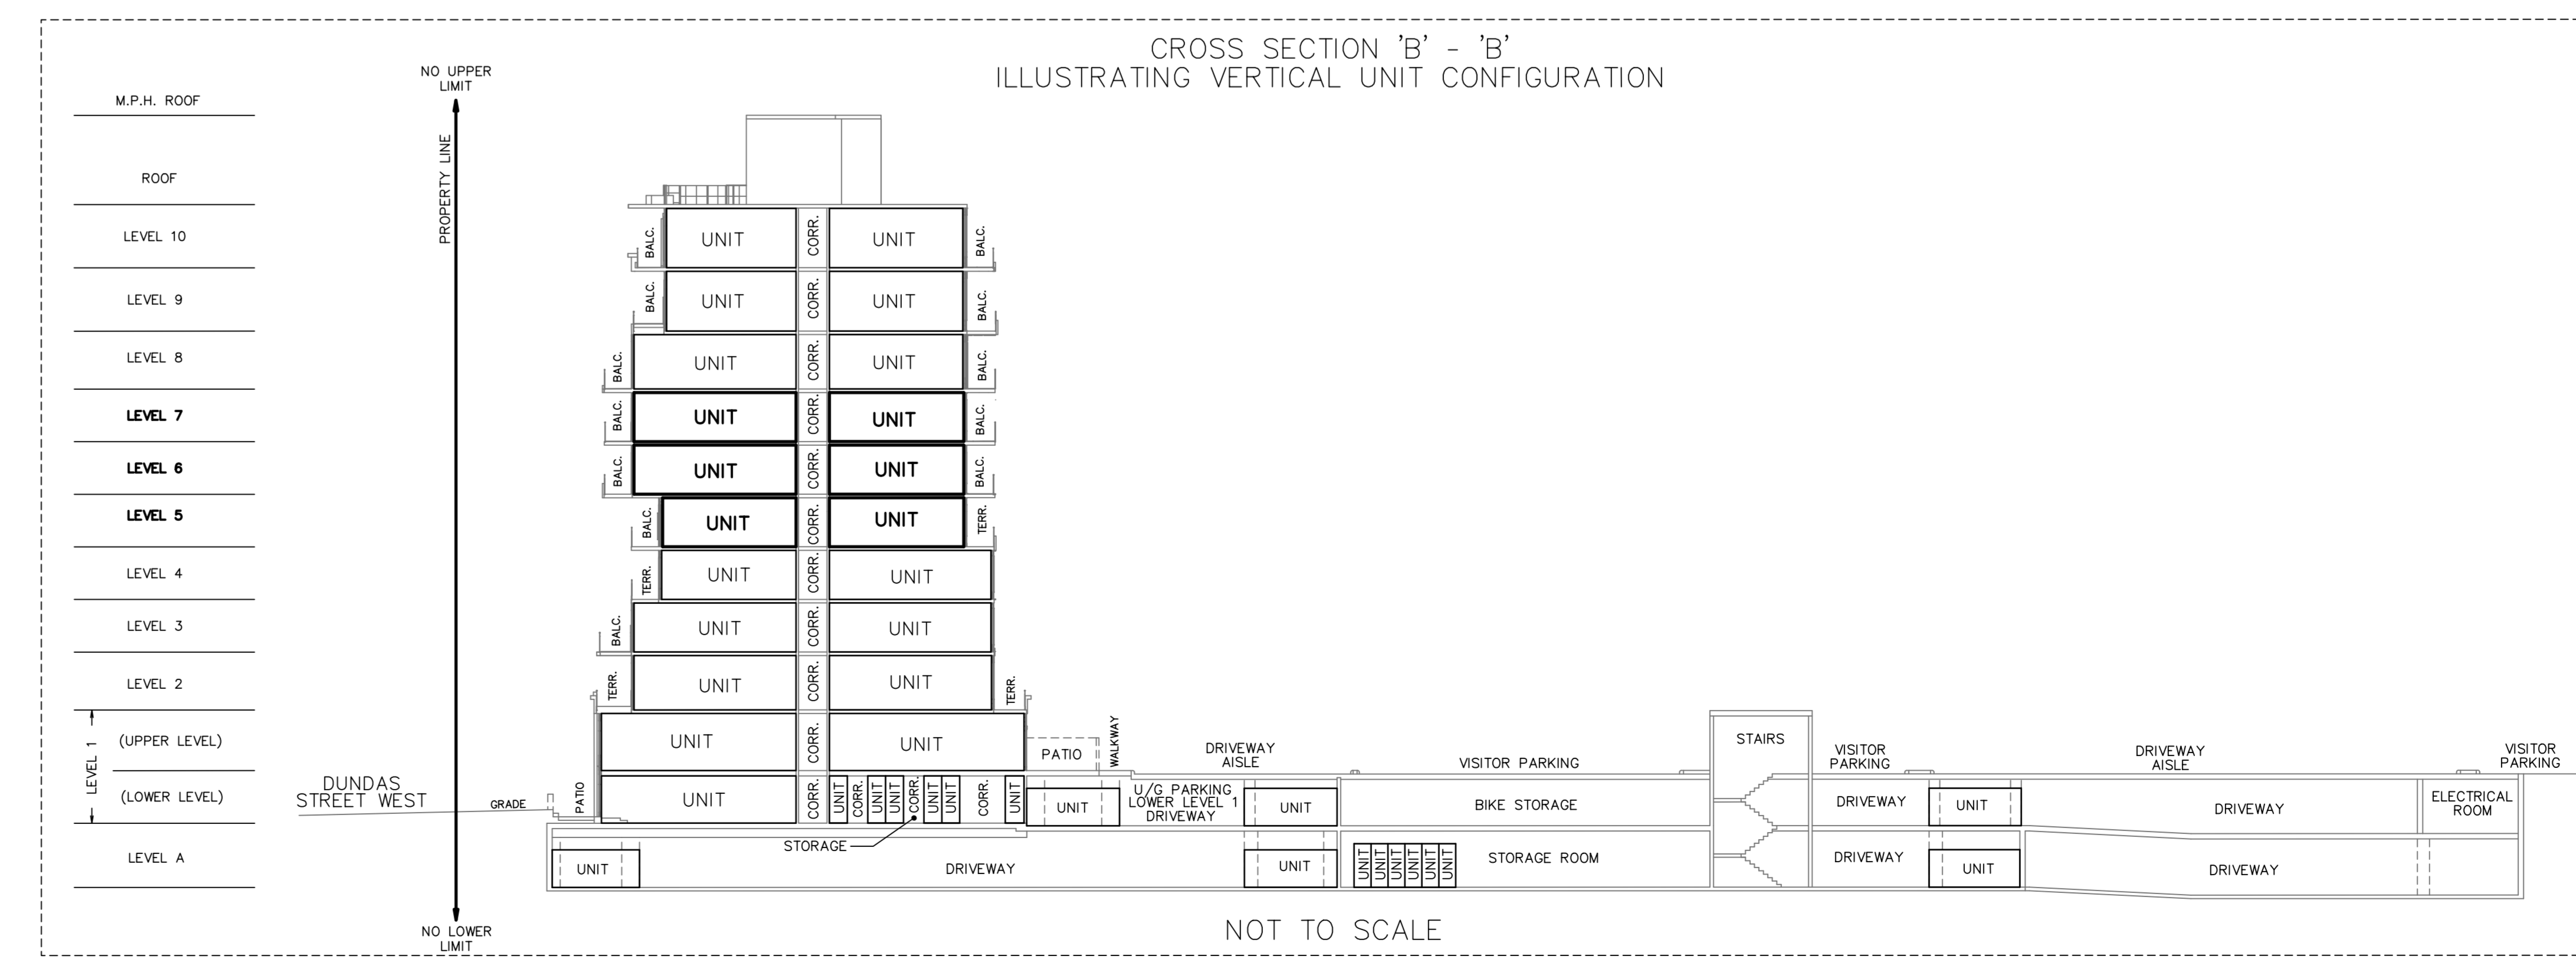 CROSS SECTION 'B' - 'B'
ILLUSTRATING VERTICAL UNIT CONFIGURATION
NO UPPER
LIMIT
PROPERTY LINE
M.P.H. ROOF
ROOF
LEVEL 10
BALC.
UNIT
CORR.
UNIT
BALC.
LEVEL 9
BALC.
UNIT
CORR.
UNIT
BALC.
LEVEL 8
BALC.
UNIT
CORR.
UNIT
BALC.
LEVEL 7
BALC.
UNIT
CORR.
UNIT
BALC.
LEVEL 6
BALC.
UNIT
CORR.
UNIT
BALC.
LEVEL 5
BALC.
UNIT
CORR.
UNIT
TERR.
LEVEL 4
TERR.
UNIT
CORR.
UNIT
LEVEL 3
BALC.
UNIT
CORR.
UNIT
LEVEL 2
TERR.
UNIT
CORR.
UNIT
TERR.
LEVEL 1
(UPPER LEVEL)
UNIT
CORR.
UNIT
PATIO
WALKWAY
DRIVEWAY
AISLE
VISITOR PARKING
STAIRS
VISITOR
PARKING
DRIVEWAY
AISLE
VISITOR
PARKING
(LOWER LEVEL)
DUNDAS
STREET WEST
GRADE
PATIO
UNIT
CORR.
UNIT
CORR.
UNIT
UNIT
CORR.
UNIT
UNIT
CORR.
UNIT
UNIT
U/G PARKING
LOWER LEVEL 1
DRIVEWAY
UNIT
BIKE STORAGE
DRIVEWAY
UNIT
DRIVEWAY
ELECTRICAL
ROOM
STORAGE
LEVEL A
UNIT
DRIVEWAY
UNIT
UNIT
UNIT
UNIT
UNIT
UNIT
UNIT
STORAGE ROOM
DRIVEWAY
UNIT
DRIVEWAY
NO LOWER
LIMIT
NOT TO SCALE